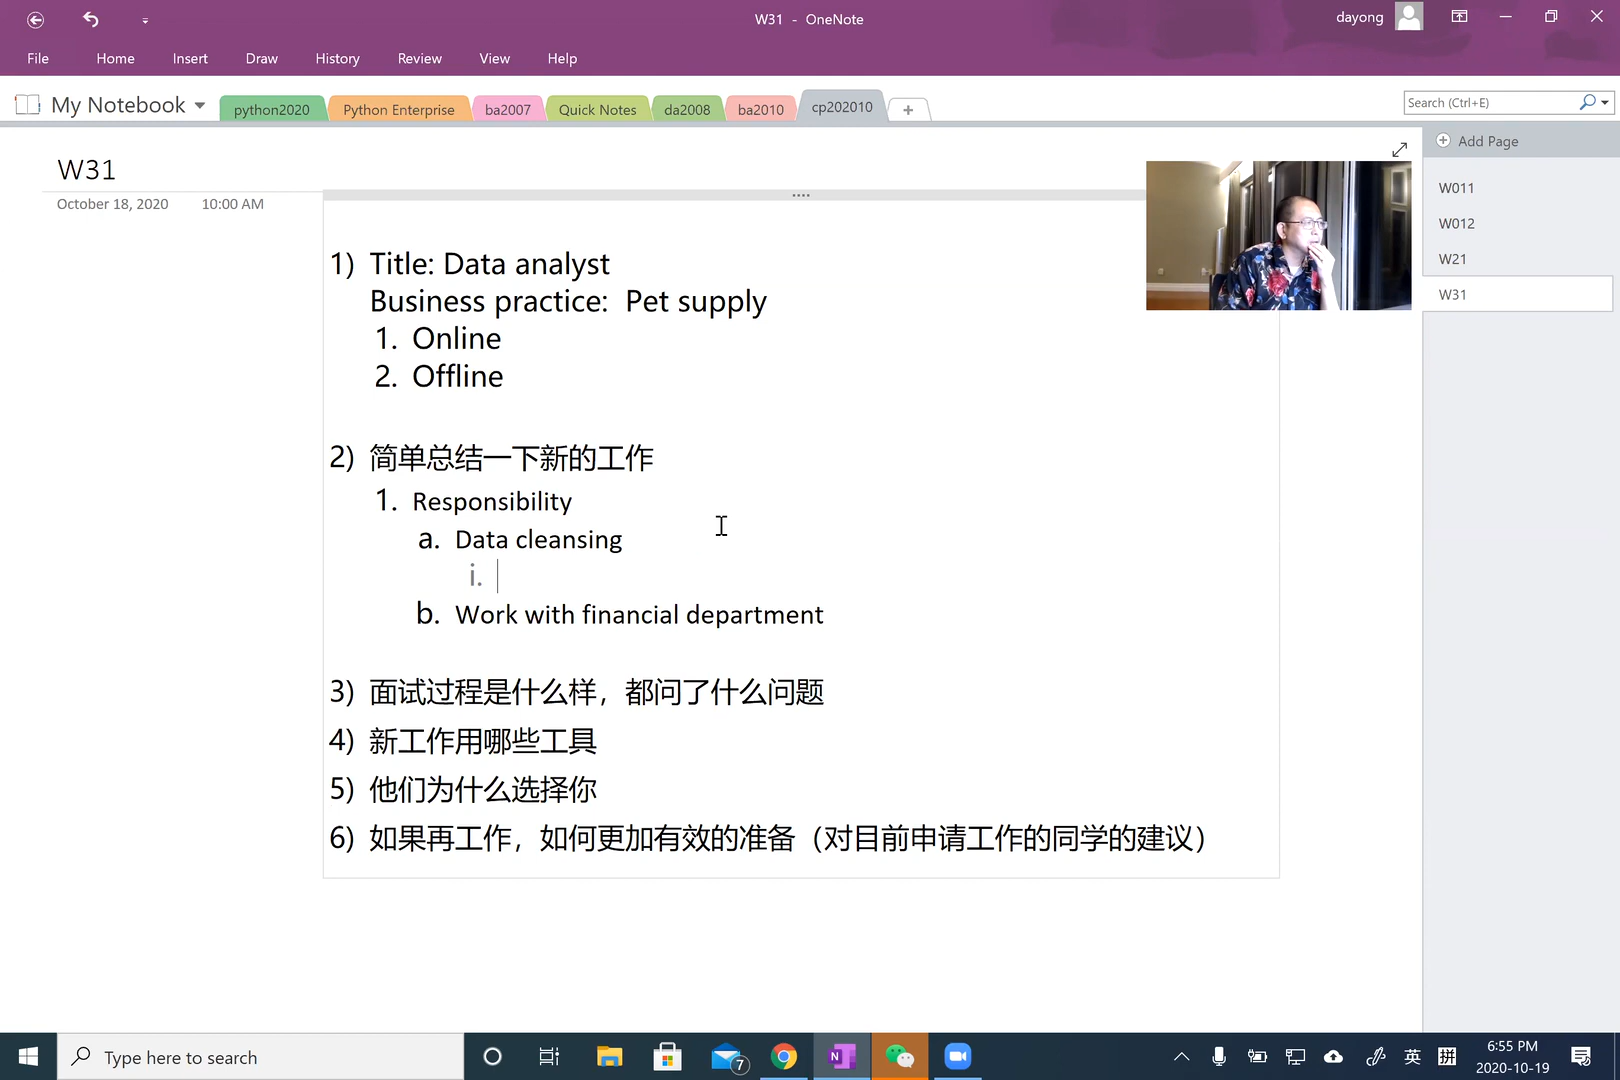 W31 - OneNote
dayong
File Home Insert Draw History Review View Help
My Notebook
python2020 Python Enterprise ba2007 Quick Notes da2008 ba2010 cp202010 +
Search (Ctrl+E)
Add Page
W011
W012
W21
W31
W31
October 18, 2020 10:00 AM
1) Title: Data analyst
Business practice: Pet supply
1. Online
2. Offline
2) 简单总结一下新的工作
1. Responsibility
a. Data cleansing
i.
b. Work with financial department
3) 面试过程是什么样，都问了什么问题
4) 新工作用哪些工具
5) 他们为什么选择你
6) 如果再工作，如何更加有效的准备（对目前申请工作的同学的建议）
Type here to search
7
N
英
拼
6:55 PM
2020-10-19